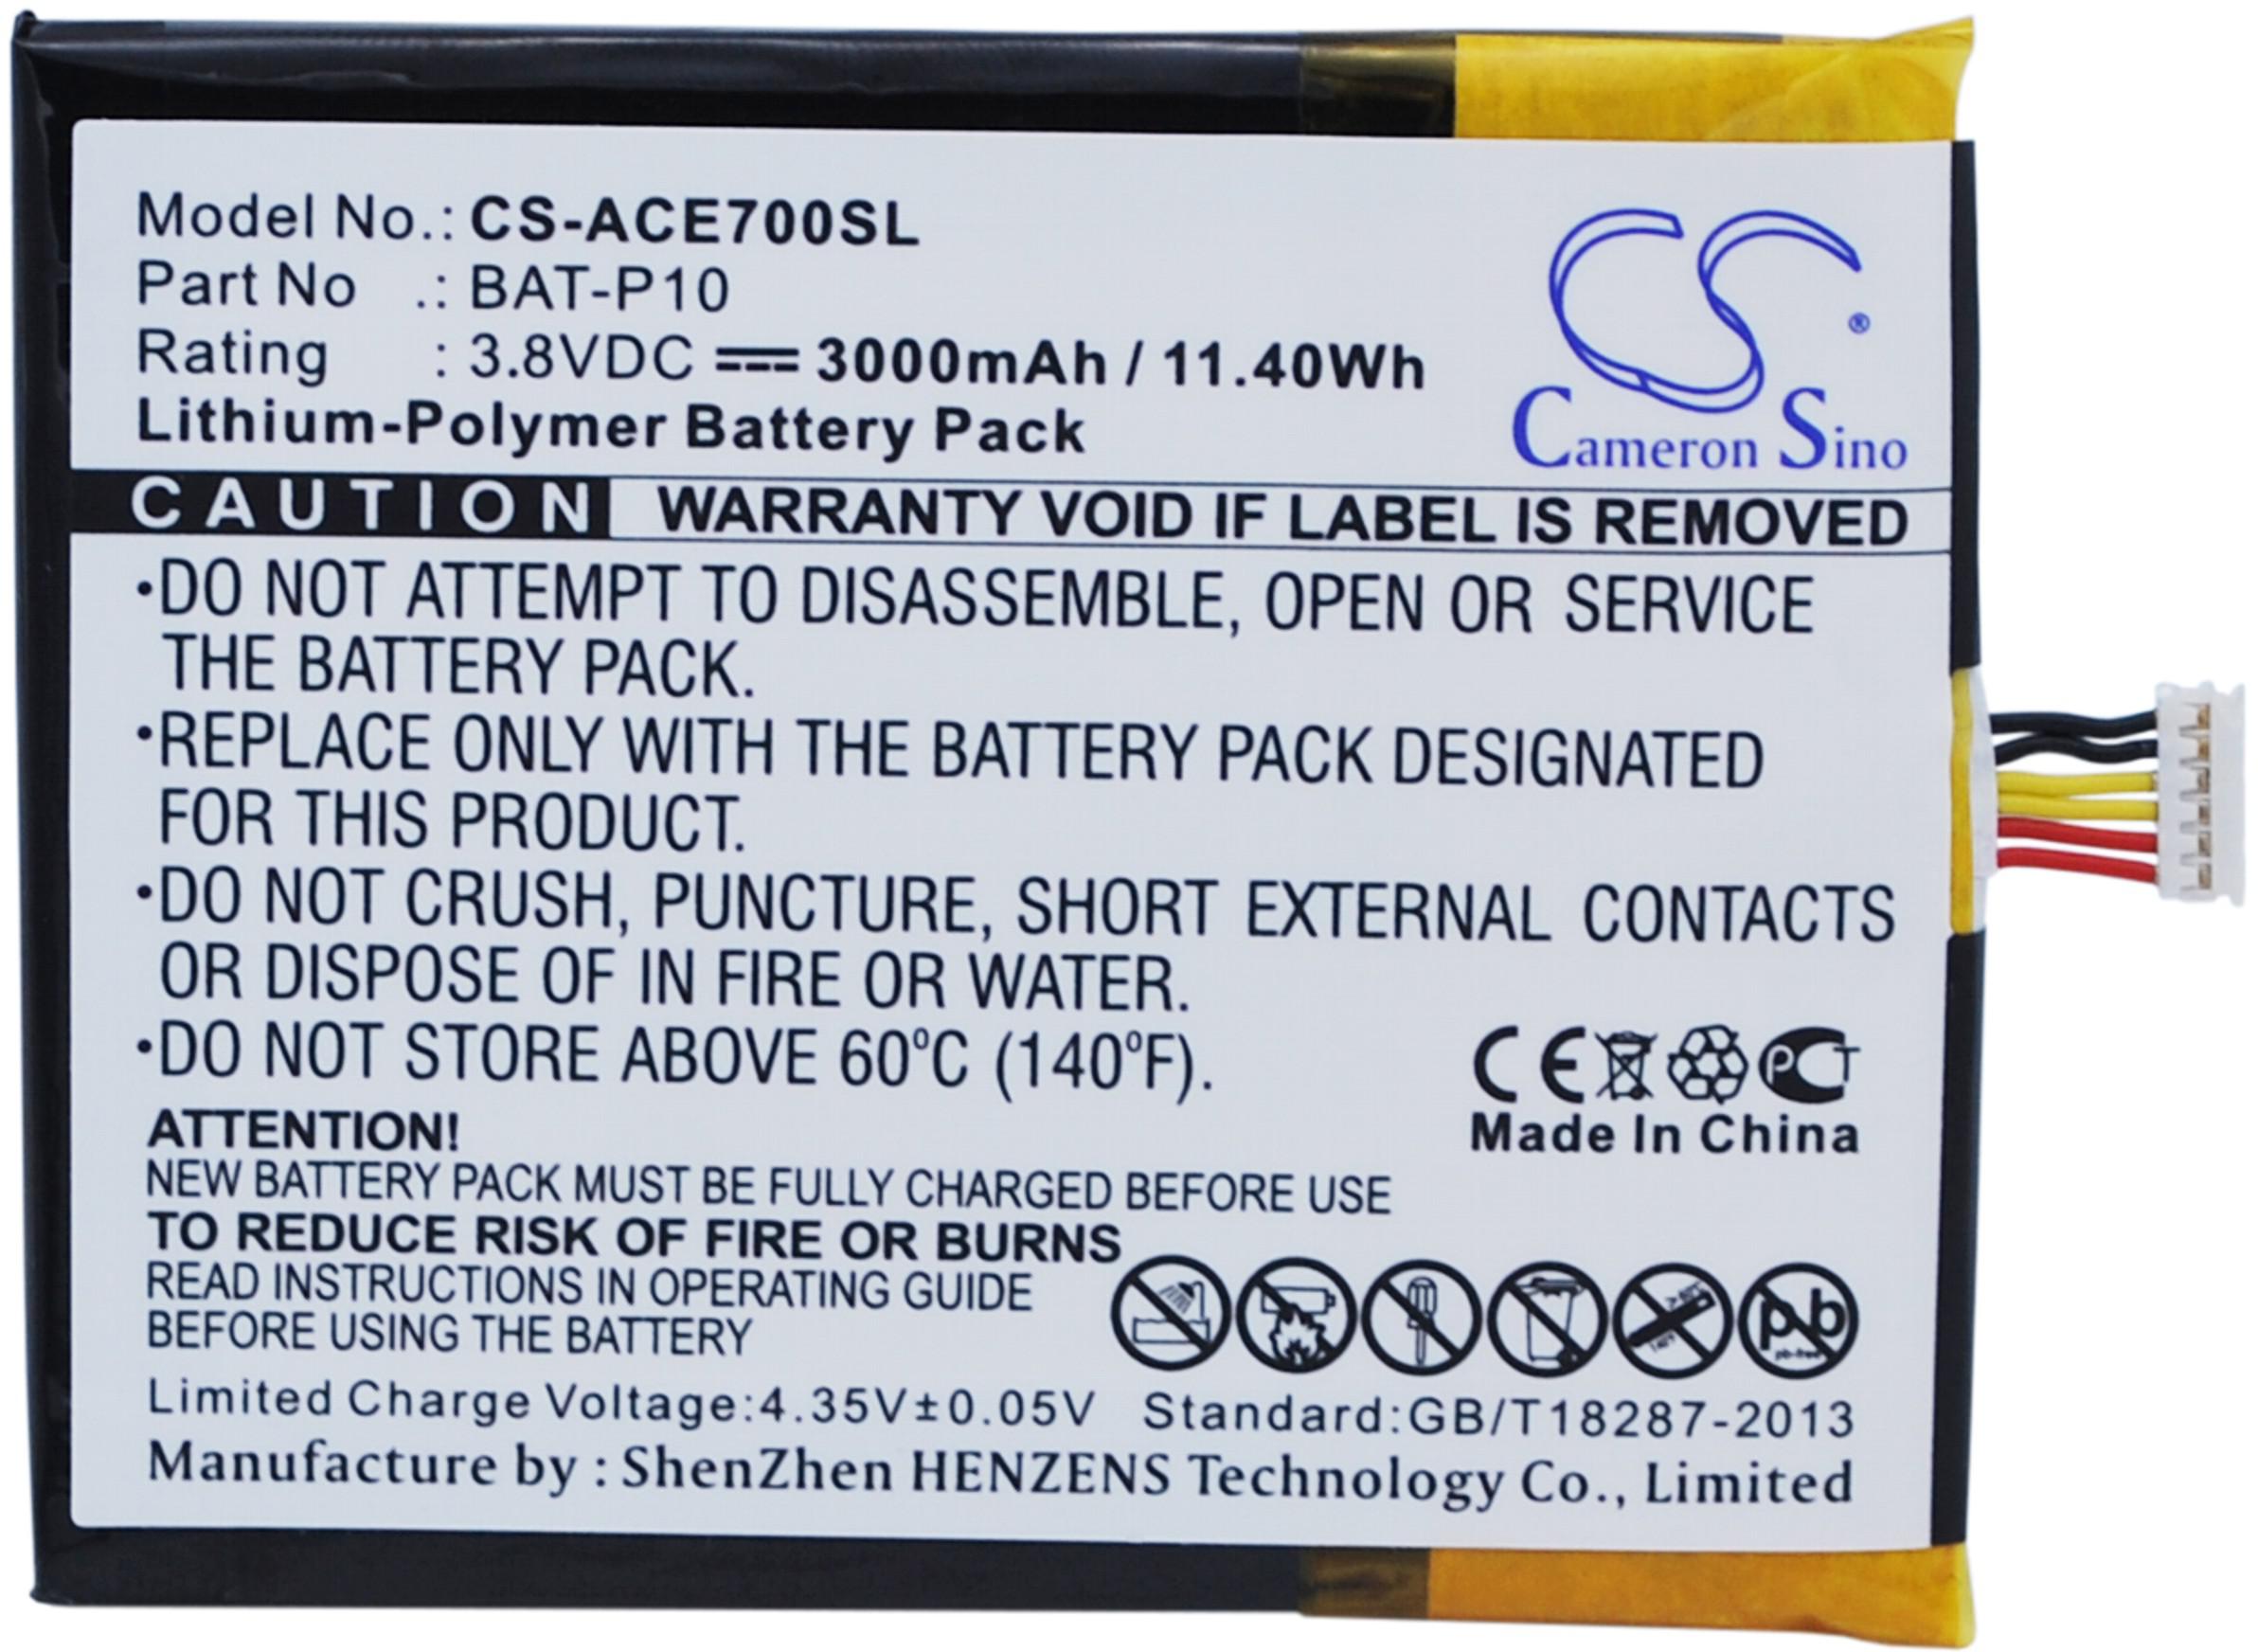 Model No.: CS-ACE700SL
Part No .: BAT-P10
Rating : 3.8VDC 3000mAh / 11.40Wh
Lithium-Polymer Battery Pack
CS ®
Cameron Sino
CAUTION WARRANTY VOID IF LABEL IS REMOVED
•DO NOT ATTEMPT TO DISASSEMBLE, OPEN OR SERVICE
THE BATTERY PACK.
•REPLACE ONLY WITH THE BATTERY PACK DESIGNATED
FOR THIS PRODUCT.
•DO NOT CRUSH, PUNCTURE, SHORT EXTERNAL CONTACTS
OR DISPOSE OF IN FIRE OR WATER.
•DO NOT STORE ABOVE 60°C (140°F).
CE PCT
Made In China
ATTENTION!
NEW BATTERY PACK MUST BE FULLY CHARGED BEFORE USE
TO REDUCE RISK OF FIRE OR BURNS
READ INSTRUCTIONS IN OPERATING GUIDE
BEFORE USING THE BATTERY
pb
pb-free
Limited Charge Voltage:4.35V±0.05V Standard:GB/T18287-2013
Manufacture by : ShenZhen HENZENS Technology Co., Limited